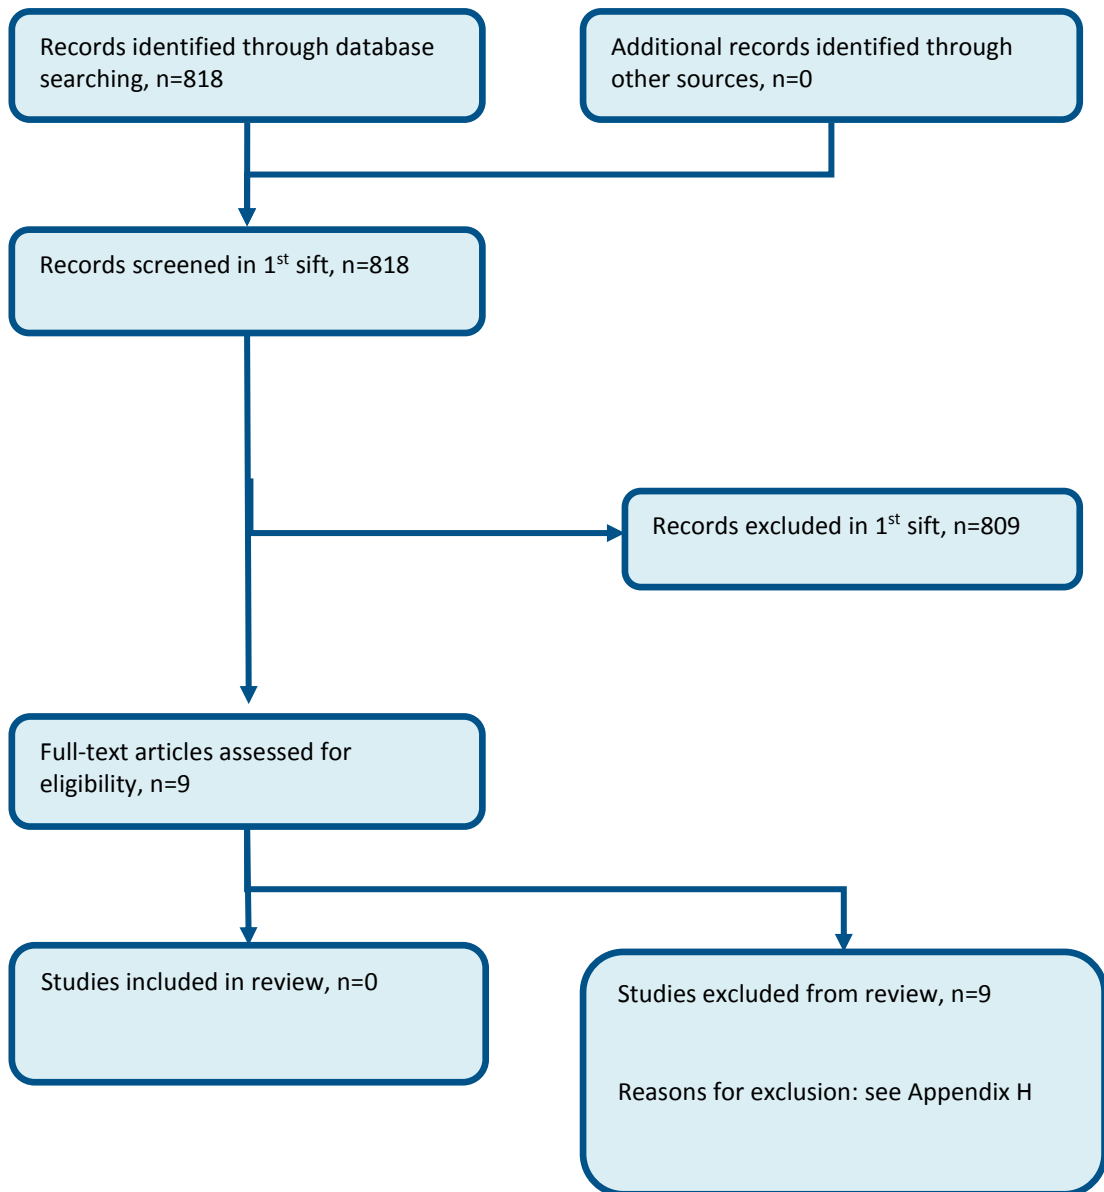 Records identified through database
searching, n=818
Additional records identified through
other sources, n=0
Records screened in 1st sift, n=818
Records excluded in 1st sift, n=809
Full-text articles assessed for
eligibility, n=9
Studies included in review, n=0
Studies excluded from review, n=9
Reasons for exclusion: see Appendix H